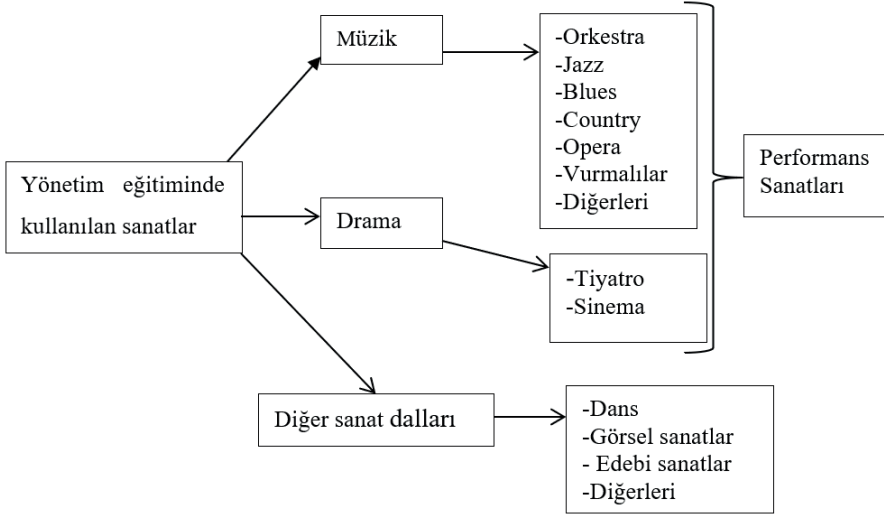 Yönetim eğitiminde
kullanılan sanatlar
Müzik
-Orkestra
-Jazz
-Blues
-Country
-Opera
-Vurmalılar
-Diğerleri
Performans
Sanatları
Drama
-Tiyatro
-Sinema
Diğer sanat dalları
-Dans
-Görsel sanatlar
- Edebi sanatlar
-Diğerleri